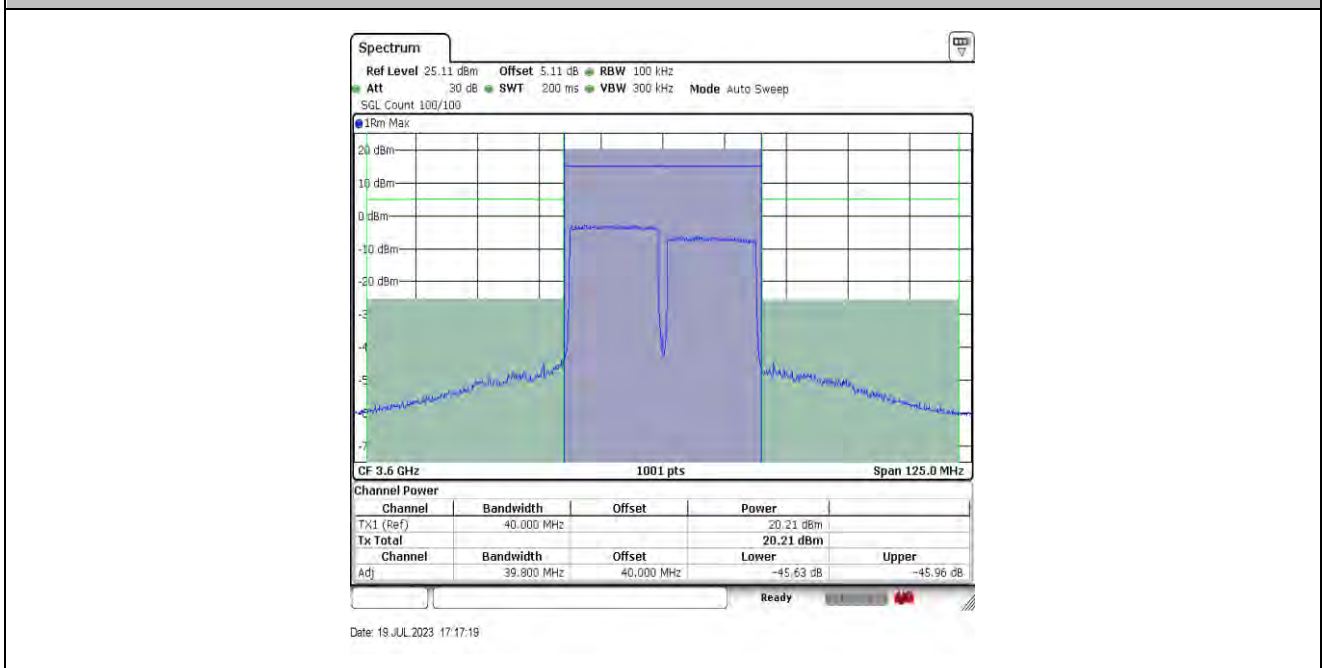 Spectrum
Ref Level 25.11 dBm Offset 5.11 dB RBW 100 kHz
Att 30 dB SWT 200 ms VBW 300 kHz Mode Auto Sweep
SGL Count 100/100
1Rm Max
20 dBm
10 dBm
0 dBm
-10 dBm
-20 dBm
-3
-4
-5
-7
CF 3.6 GHz 1001 pts Span 125.0 MHz
Channel Power
Channel Bandwidth Offset Power
TX1 (Ref) 40.000 MHz 20.21 dBm
Tx Total 20.21 dBm
Channel Bandwidth Offset Lower Upper
Adj 39.800 MHz 40.000 MHz -45.63 dB -45.96 dB
Ready
Date: 19.JUL.2023 17:17:19